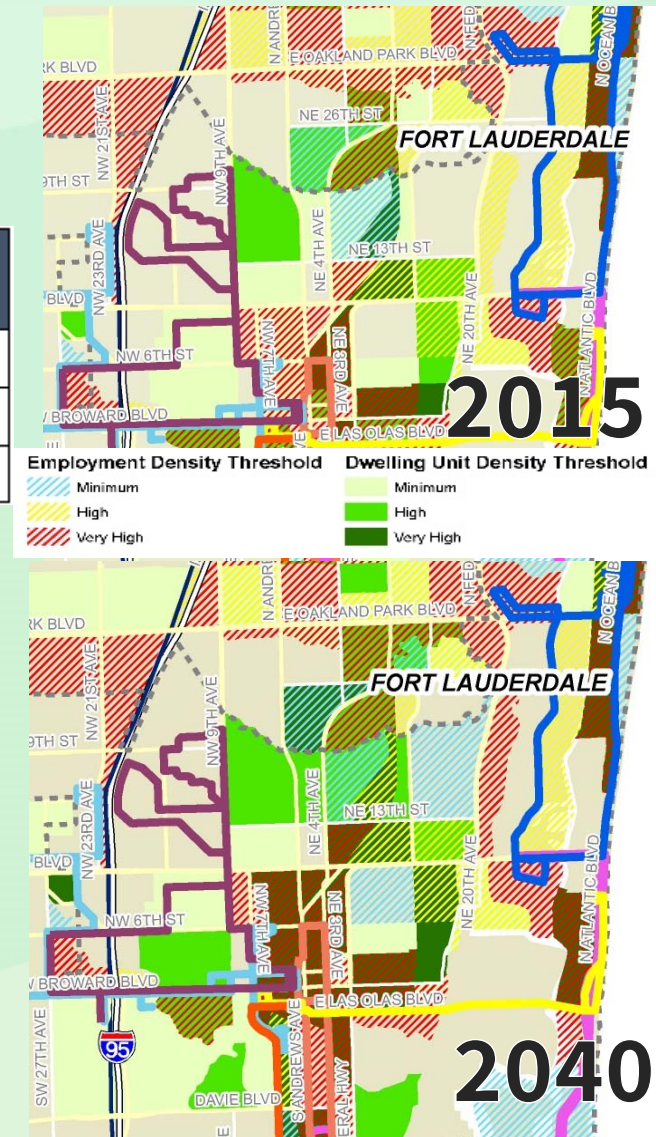 N ANDRE
N FED
N OCEAN B
E OAKLAND PARK BLVD
RK BLVD
NW 21ST AVE
NE 26TH ST
FORT LAUDERDALE
NW 9TH AVE
9TH ST
NW 23RD AVE
NE 4TH AVE
NE 13TH ST
BLVD
NE 20TH AVE
N ATLANTIC BLVD
NW 6TH ST
NW 7TH AVE
NE 3RD AVE
2015
W BROWARD BLVD
E LAS OLAS BLVD
VE
E
Employment Density Threshold
Minimum
High
Very High
Dwelling Unit Density Threshold
Minimum
High
Very High
N ANDRE
N FED
N OCEAN B
E OAKLAND PARK BLVD
RK BLVD
NW 21ST AVE
FORT LAUDERDALE
NW 9TH AVE
9TH ST
NW 23RD AVE
NE 4TH AVE
NE 13TH ST
BLVD
NE 20TH AVE
N ATLANTIC BLVD
NW 6TH ST
NW 7TH AVE
NE 3RD AVE
W BROWARD BLVD
E LAS OLAS BLVD
SW 27TH AVE
95
S ANDREWS AVE
ERAL HWY
2040
DAVIE BLVD
E